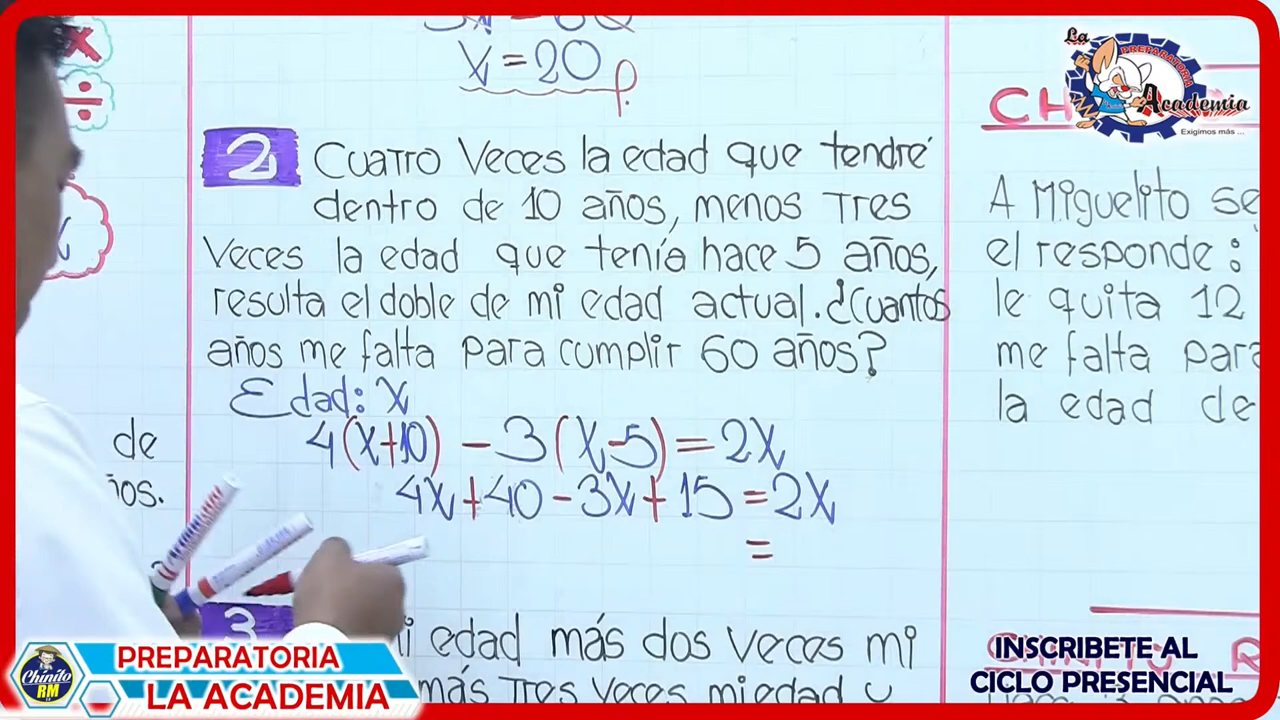 x = 20 p.
2 Cuatro Veces la edad que tendré
dentro de 10 años, menos Tres
Veces la edad que tenía hace 5 años,
resulta el doble de mi edad actual. ¿Cuantos
años me falta para cumplir 60 años?
Edad: x
4(x+10) - 3(x-5) = 2x
4x + 40 - 3x + 15 = 2x
=
3
i edad más dos veces mi
más Tres Veces mi edad y
de
ños.
CH
A Miguelito se
el responde:
le quita 12
me falta para
la edad de
La
PREPARATORIA
Academia
Exigimos más ...
Chinito
RM
PREPARATORIA
LA ACADEMIA
INSCRIBETE AL
CICLO PRESENCIAL